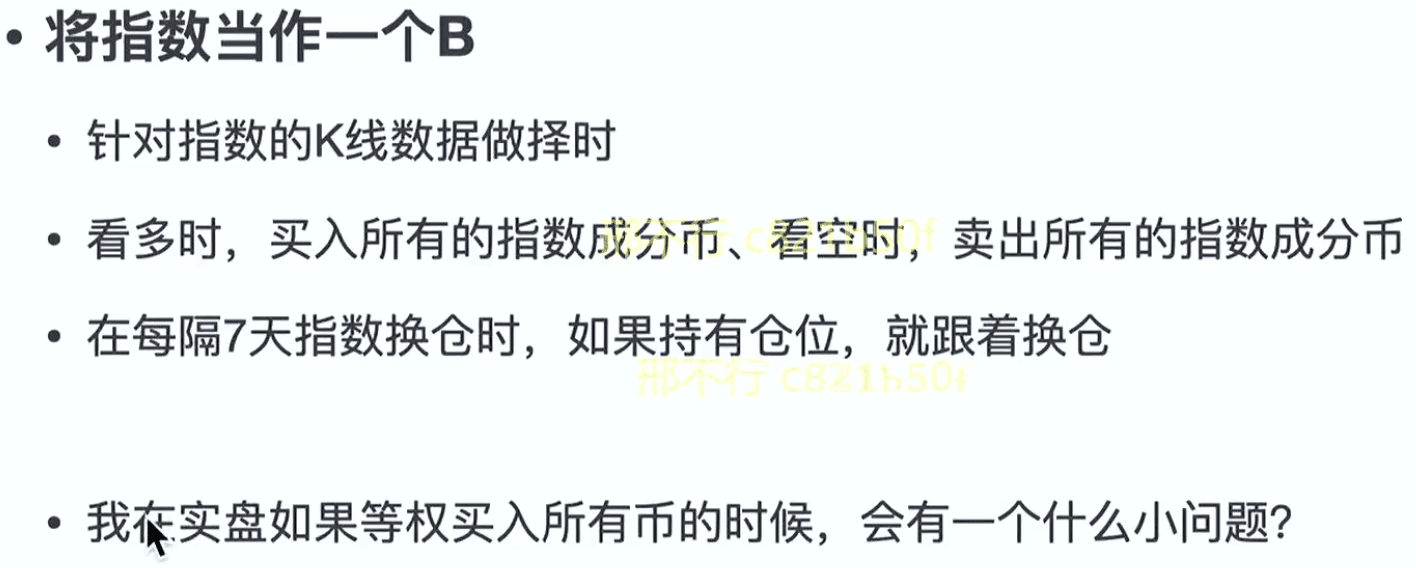 • 将指数当作一个B
• 针对指数的K线数据做择时
• 看多时，买入所有的指数成分币、看空时，卖出所有的指数成分币
邢不行 c821b50f
• 在每隔7天指数换仓时，如果持有仓位，就跟着换仓
邢不行 c821b50f
• 我在实盘如果等权买入所有币的时候，会有一个什么小问题？